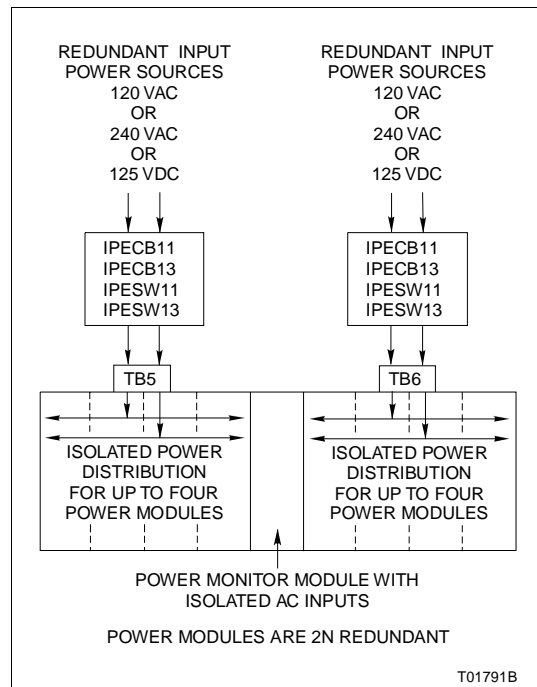 REDUNDANT INPUT
POWER SOURCES
120 VAC
OR
240 VAC
OR
125 VDC
REDUNDANT INPUT
POWER SOURCES
120 VAC
OR
240 VAC
OR
125 VDC
IPECB11
IPECB13
IPESW11
IPESW13
IPECB11
IPECB13
IPESW11
IPESW13
TB5
TB6
ISOLATED POWER
DISTRIBUTION
FOR UP TO FOUR
POWER MODULES
ISOLATED POWER
DISTRIBUTION
FOR UP TO FOUR
POWER MODULES
POWER MONITOR MODULE WITH
ISOLATED AC INPUTS
POWER MODULES ARE 2N REDUNDANT
T01791B